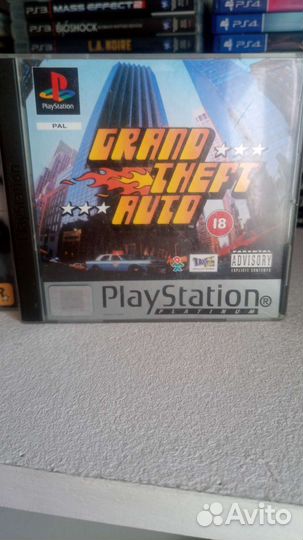 PS3
MASS EFFECT
PS3
BIOSHOCK
PS3
L.A. NOIRE
PS4
PS4
PS4
PlayStation
PAL
GRAND
THEFT
AUTO
18
PARENTAL
ADVISORY
EXPLICIT CONTENT
PlayStation®
PLATINUM
Avito